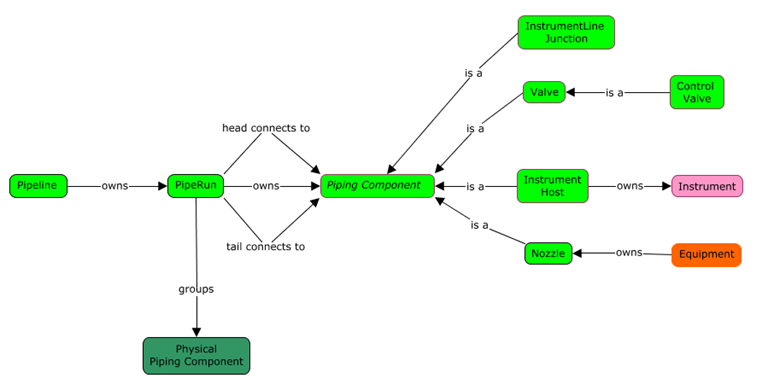 InstrumentLine
Junction
is a
Valve
is a
Control
Valve
head connects to
is a
Pipeline
owns
PipeRun
owns
Piping Component
is a
Instrument
Host
owns
Instrument
is a
tail connects to
Nozzle
owns
Equipment
groups
Physical
Piping Component